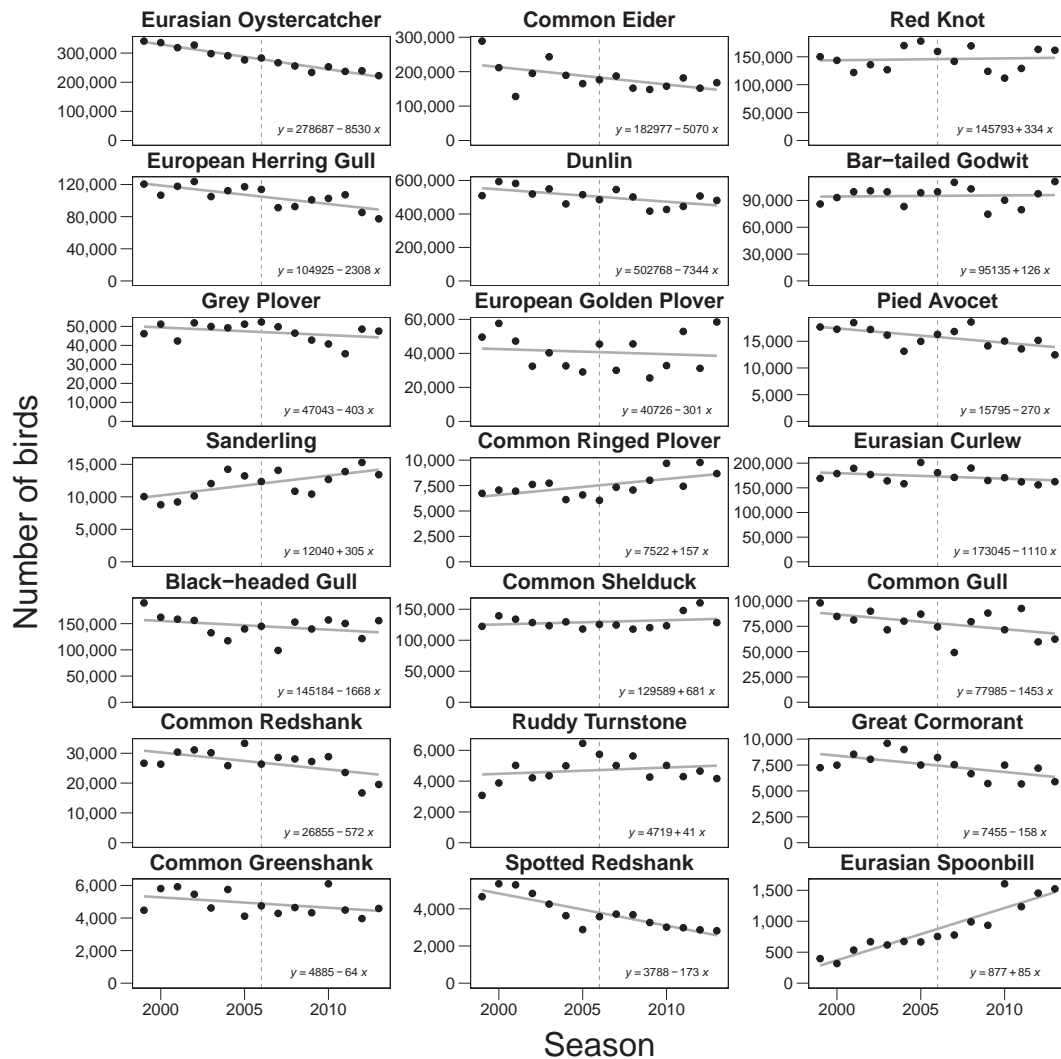 Number of birds
Eurasian Oystercatcher
300,000
200,000
100,000
0
y = 278687 − 8530 x
Common Eider
300,000
200,000
100,000
0
y = 182977 − 5070 x
Red Knot
150,000
100,000
50,000
0
y = 145793 + 334 x
European Herring Gull
120,000
80,000
40,000
0
y = 104925 − 2308 x
Dunlin
600,000
400,000
200,000
0
y = 502768 − 7344 x
Bar−tailed Godwit
90,000
60,000
30,000
0
y = 95135 + 126 x
Grey Plover
50,000
40,000
30,000
20,000
10,000
0
y = 47043 − 403 x
European Golden Plover
60,000
40,000
20,000
0
y = 40726 − 301 x
Pied Avocet
15,000
10,000
5,000
0
y = 15795 − 270 x
Sanderling
15,000
10,000
5,000
0
y = 12040 + 305 x
Common Ringed Plover
10,000
7,500
5,000
2,500
0
y = 7522 + 157 x
Eurasian Curlew
200,000
150,000
100,000
50,000
0
y = 173045 − 1110 x
Black−headed Gull
150,000
100,000
50,000
0
y = 145184 − 1668 x
Common Shelduck
150,000
100,000
50,000
0
y = 129589 + 681 x
Common Gull
100,000
75,000
50,000
25,000
0
y = 77985 − 1453 x
Common Redshank
30,000
20,000
10,000
0
y = 26855 − 572 x
Ruddy Turnstone
6,000
4,000
2,000
0
y = 4719 + 41 x
Great Cormorant
10,000
7,500
5,000
2,500
0
y = 7455 − 158 x
Common Greenshank
6,000
4,000
2,000
0
y = 4885 − 64 x
2000 2005 2010
Spotted Redshank
4,000
2,000
0
y = 3788 − 173 x
2000 2005 2010
Eurasian Spoonbill
1,500
1,000
500
0
y = 877 + 85 x
2000 2005 2010
Season